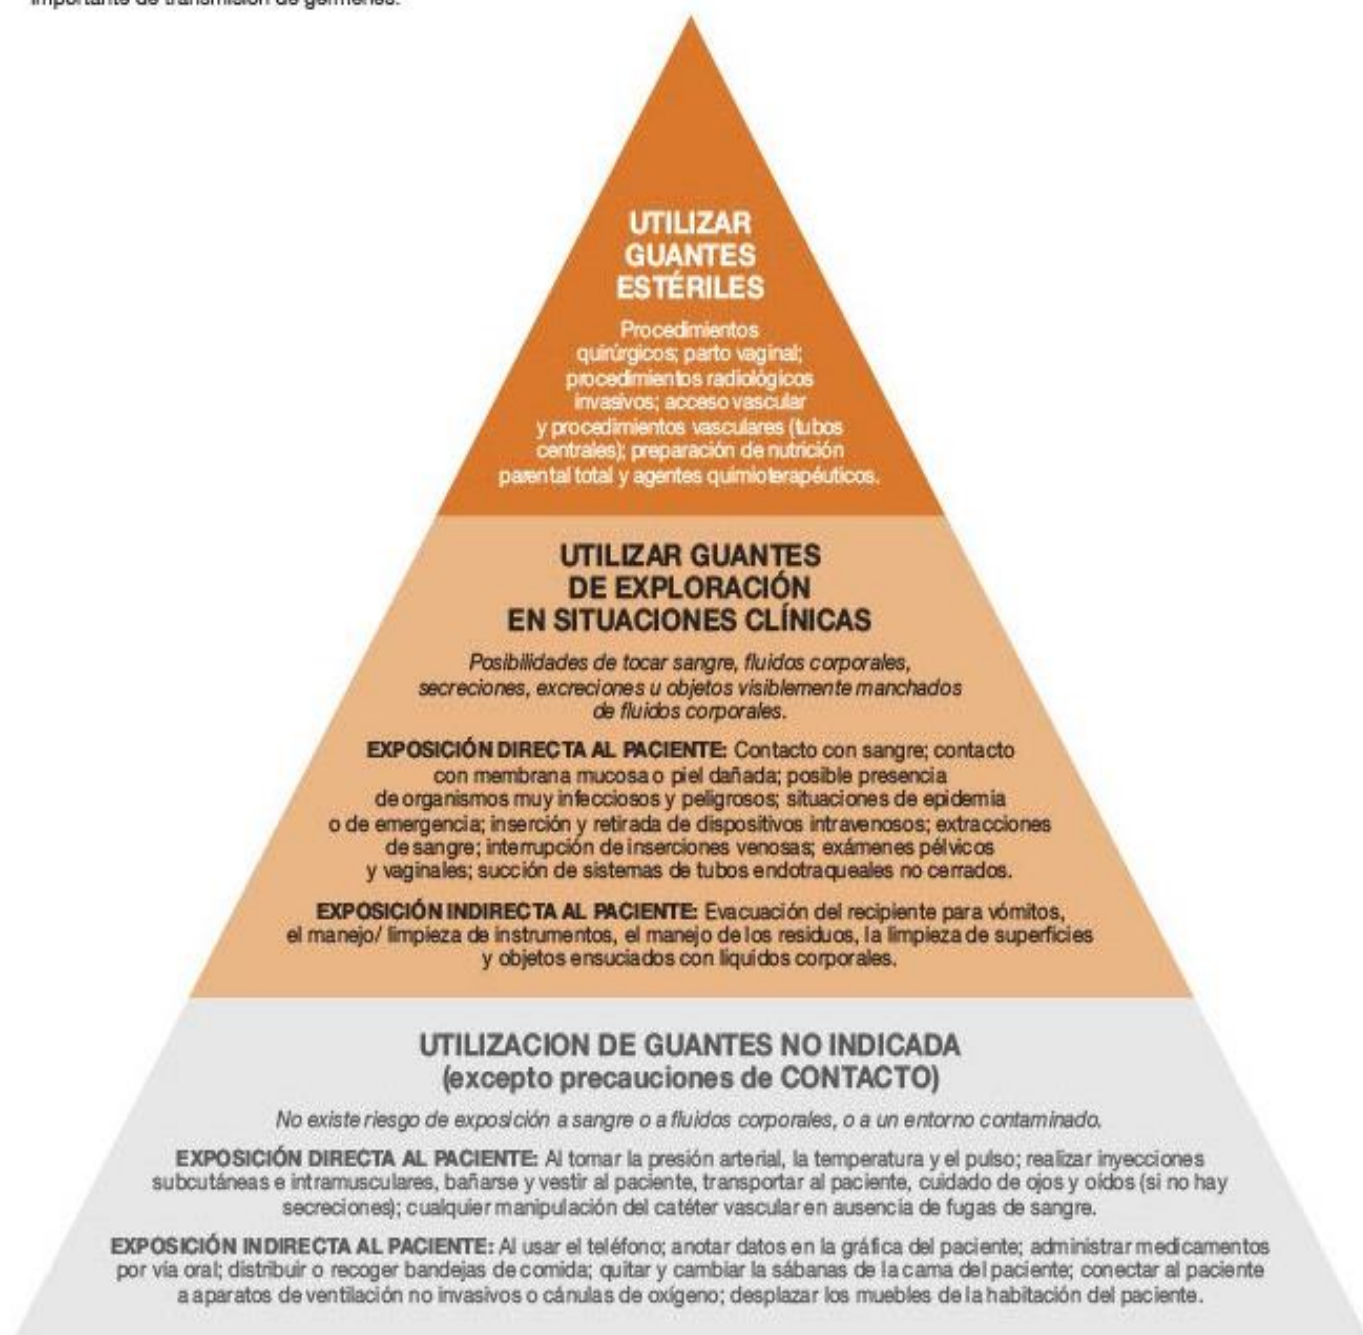 importante de transmisión de gérmenes.
UTILIZAR
GUANTES
ESTÉRILES
Procedimientos
quirúrgicos; parto vaginal;
procedimientos radiológicos
invasivos; acceso vascular
y procedimientos vasculares (tubos
centrales); preparación de nutrición
parental total y agentes quimioterapéuticos.
UTILIZAR GUANTES
DE EXPLORACIÓN
EN SITUACIONES CLÍNICAS
Posibilidades de tocar sangre, fluidos corporales,
secreciones, excreciones u objetos visiblemente manchados
de fluidos corporales.
EXPOSICIÓN DIRECTA AL PACIENTE: Contacto con sangre; contacto
con membrana mucosa o piel dañada; posible presencia
de organismos muy infecciosos y peligrosos; situaciones de epidemia
o de emergencia; inserción y retirada de dispositivos intravenosos; extracciones
de sangre; interrupción de inserciones venosas; exámenes pélvicos
y vaginales; succión de sistemas de tubos endotraqueales no cerrados.
EXPOSICIÓN INDIRECTA AL PACIENTE: Evacuación del recipiente para vómitos,
el manejo/ limpieza de instrumentos, el manejo de los residuos, la limpieza de superficies
y objetos ensuciados con líquidos corporales.
UTILIZACION DE GUANTES NO INDICADA
(excepto precauciones de CONTACTO)
No existe riesgo de exposición a sangre o a fluidos corporales, o a un entorno contaminado.
EXPOSICIÓN DIRECTA AL PACIENTE: Al tomar la presión arterial, la temperatura y el pulso; realizar inyecciones
subcutáneas e intramusculares, bañarse y vestir al paciente, transportar al paciente, cuidado de ojos y oídos (si no hay
secreciones); cualquier manipulación del catéter vascular en ausencia de fugas de sangre.
EXPOSICIÓN INDIRECTA AL PACIENTE: Al usar el teléfono; anotar datos en la gráfica del paciente; administrar medicamentos
por vía oral; distribuir o recoger bandejas de comida; quitar y cambiar la sábanas de la cama del paciente; conectar al paciente
a aparatos de ventilación no invasivos o cánulas de oxígeno; desplazar los muebles de la habitación del paciente.